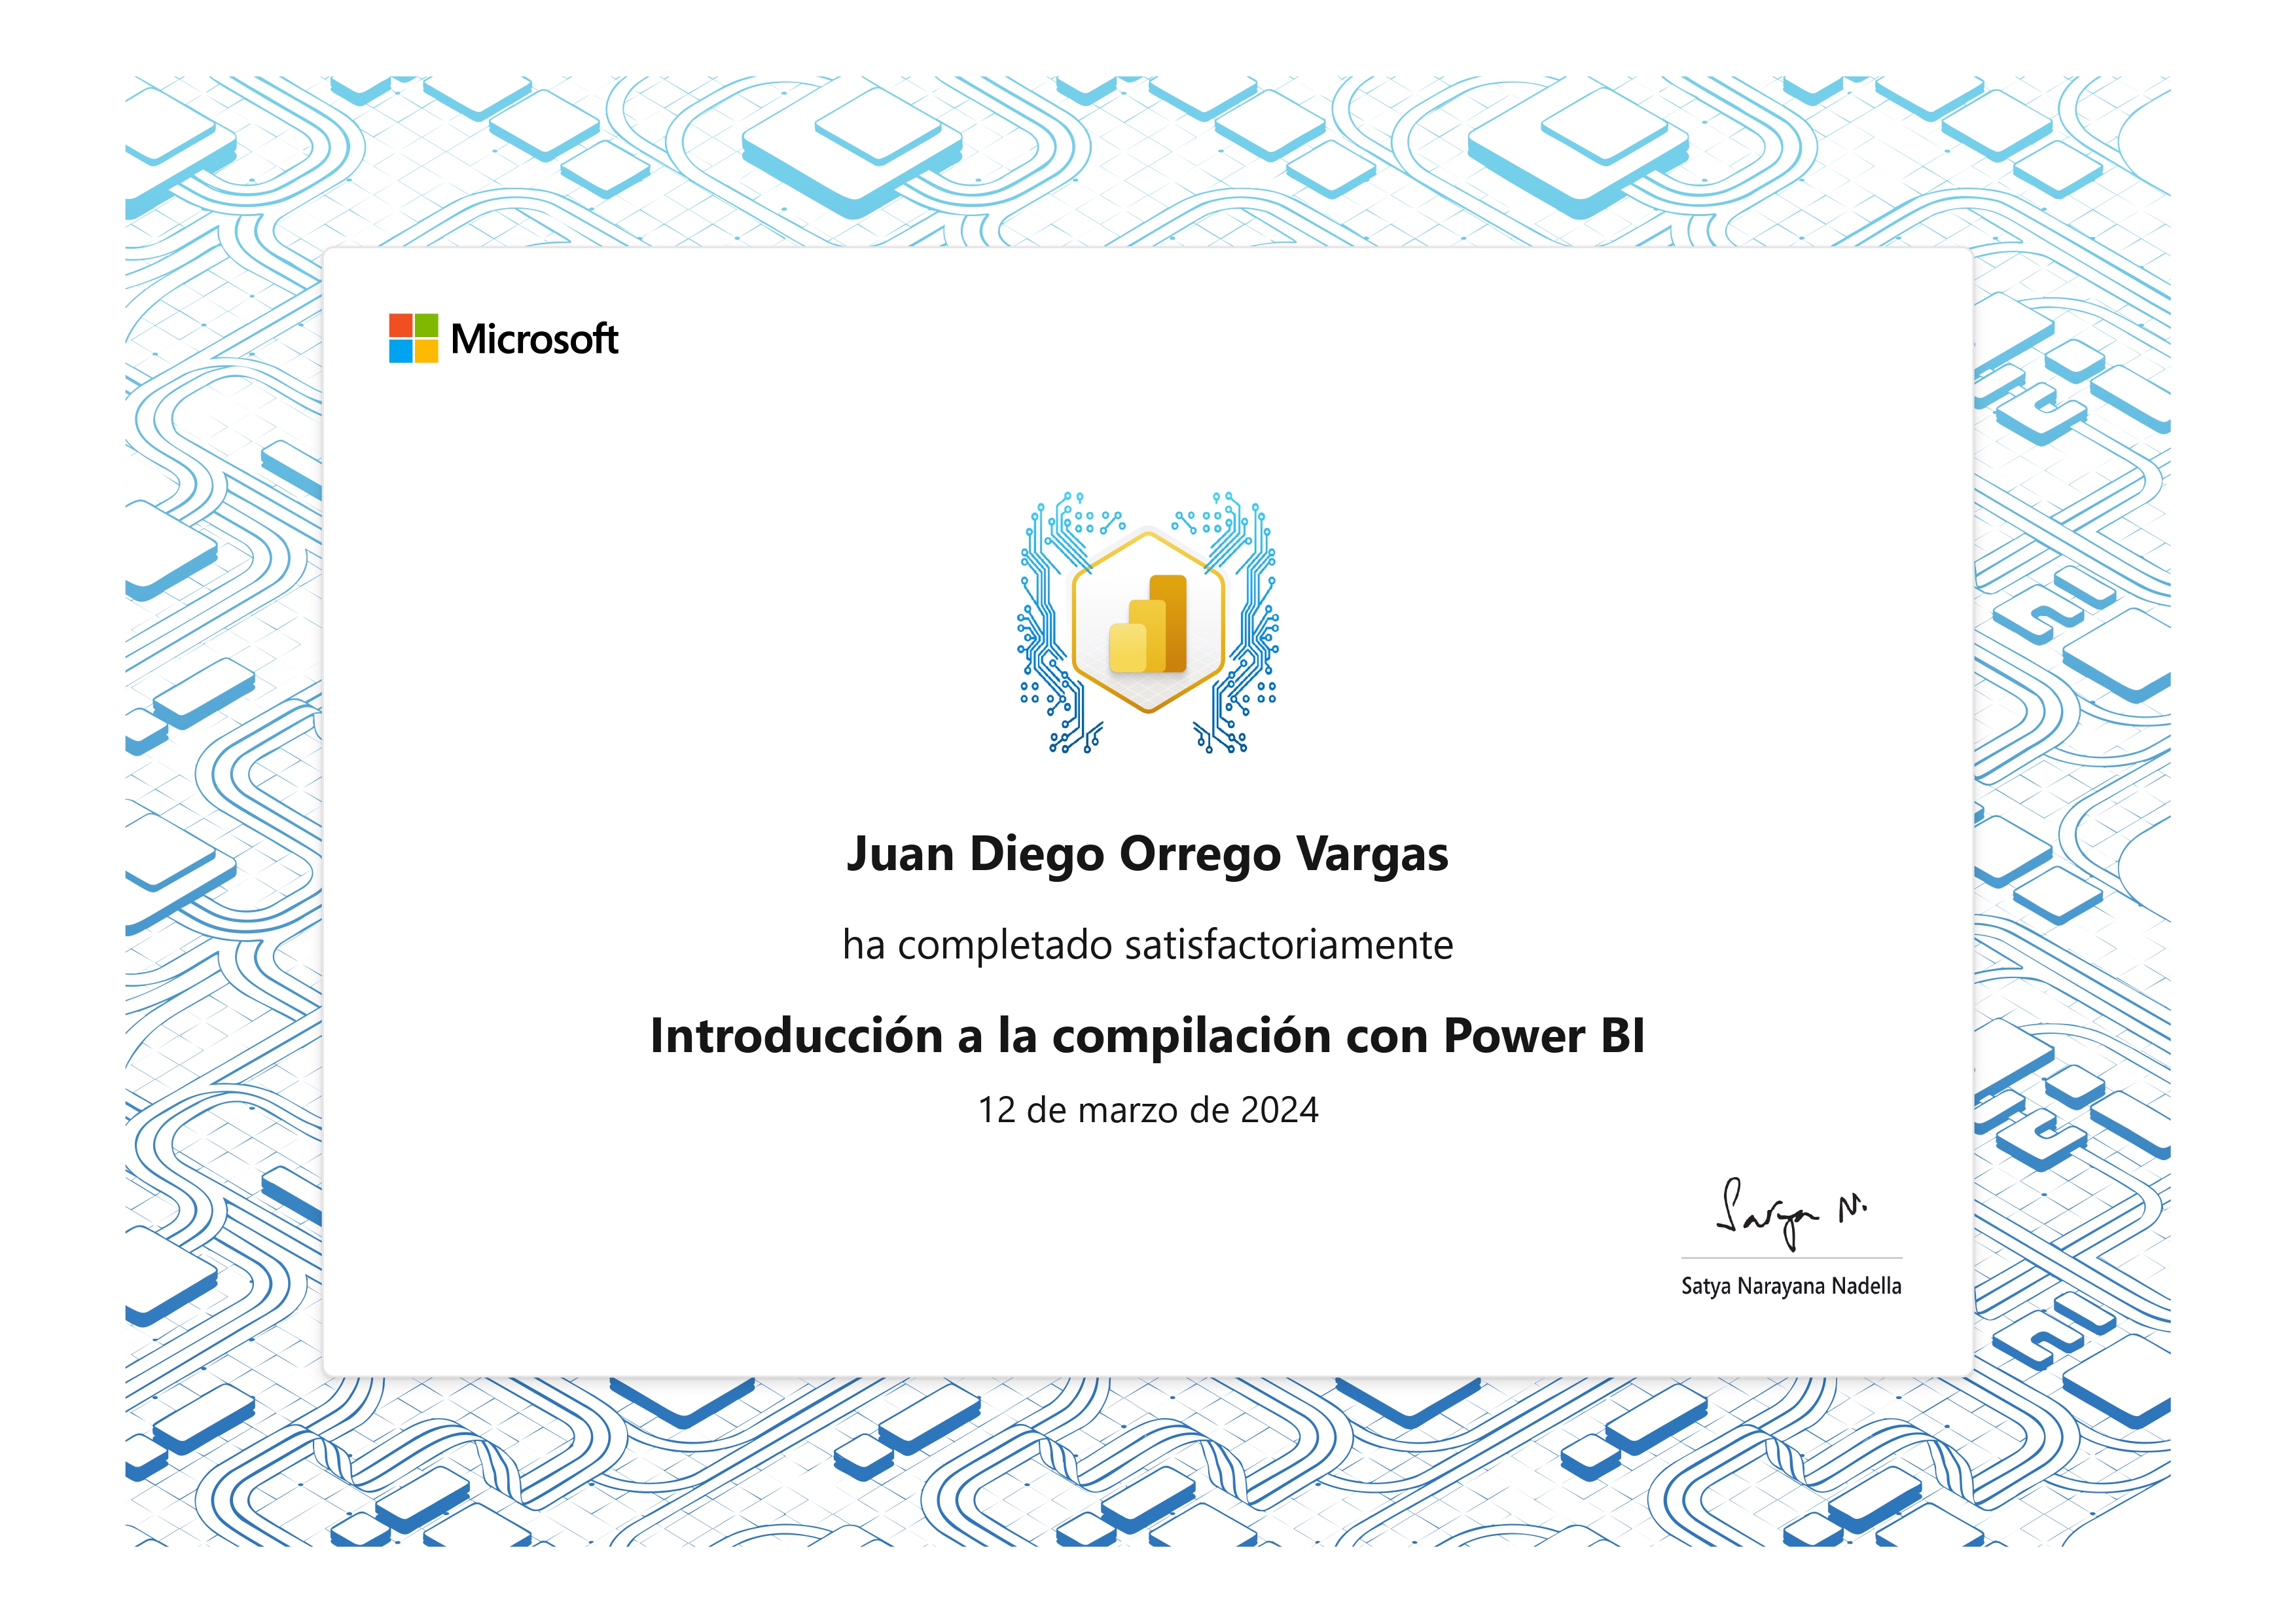 Microsoft
Juan Diego Orrego Vargas
ha completado satisfactoriamente
Introducción a la compilación con Power BI
12 de marzo de 2024
Satya N.
Satya Narayana Nadella